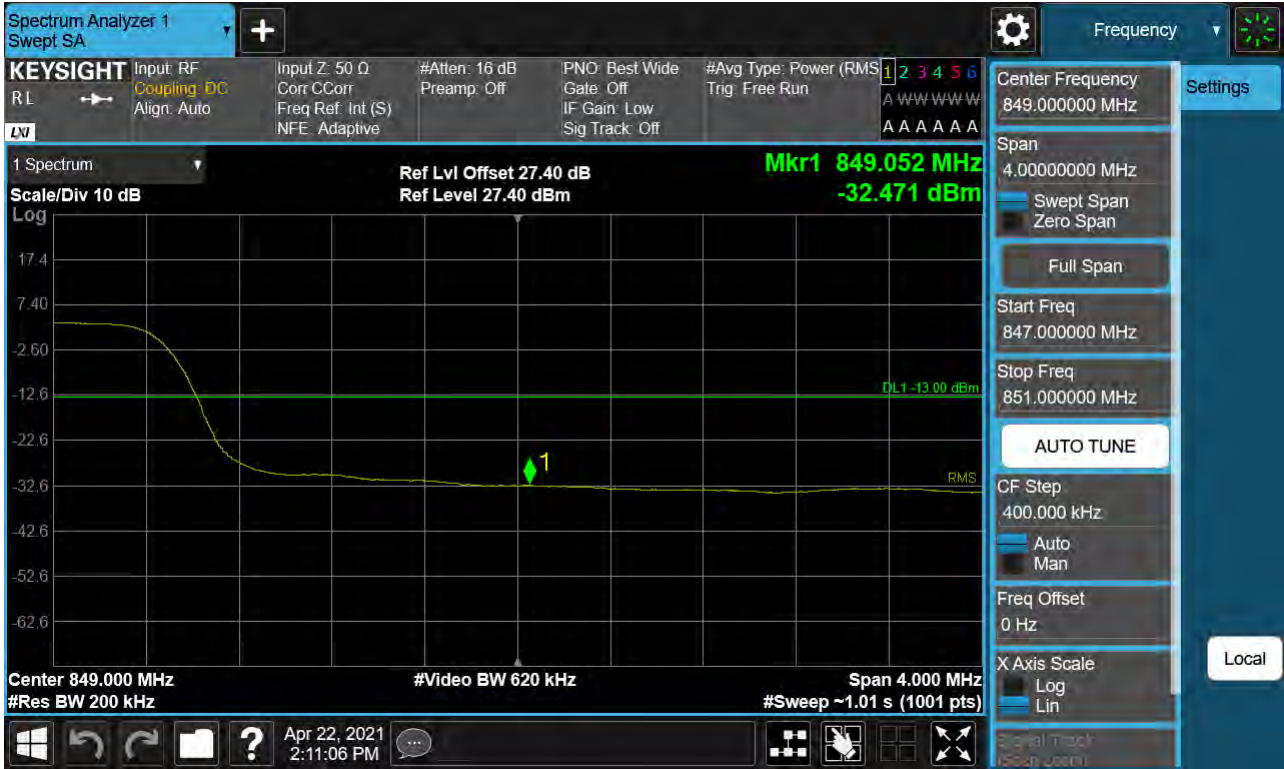 Spectrum Analyzer 1
Swept SA
+
Frequency
KEYSIGHT
RL
LXI
Input: RF
Coupling: DC
Align: Auto
Input Z: 50 Ω
Corr CCorr
Freq Ref: Int (S)
NFE: Adaptive
#Atten: 16 dB
Preamp: Off
PNO: Best Wide
Gate: Off
IF Gain: Low
Sig Track: Off
#Avg Type: Power (RMS
Trig: Free Run
1 2 3 4 5 6
A W W W W W
A A A A A A
1 Spectrum
Scale/Div 10 dB
Log
Ref Lvl Offset 27.40 dB
Ref Level 27.40 dBm
Mkr1 849.052 MHz
-32.471 dBm
17.4
7.40
-2.60
-12.6
-22.6
-32.6
-42.6
-52.6
-62.6
DL1 -13.00 dBm
1
RMS
Center 849.000 MHz
#Res BW 200 kHz
#Video BW 620 kHz
Span 4.000 MHz
#Sweep ~1.01 s (1001 pts)
Center Frequency
849.000000 MHz
Span
4.00000000 MHz
Swept Span
Zero Span
Full Span
Start Freq
847.000000 MHz
Stop Freq
851.000000 MHz
AUTO TUNE
CF Step
400.000 kHz
Auto
Man
Freq Offset
0 Hz
X Axis Scale
Log
Lin
Signal Track
(Span Zoom)
Settings
Local
?
Apr 22, 2021
2:11:06 PM